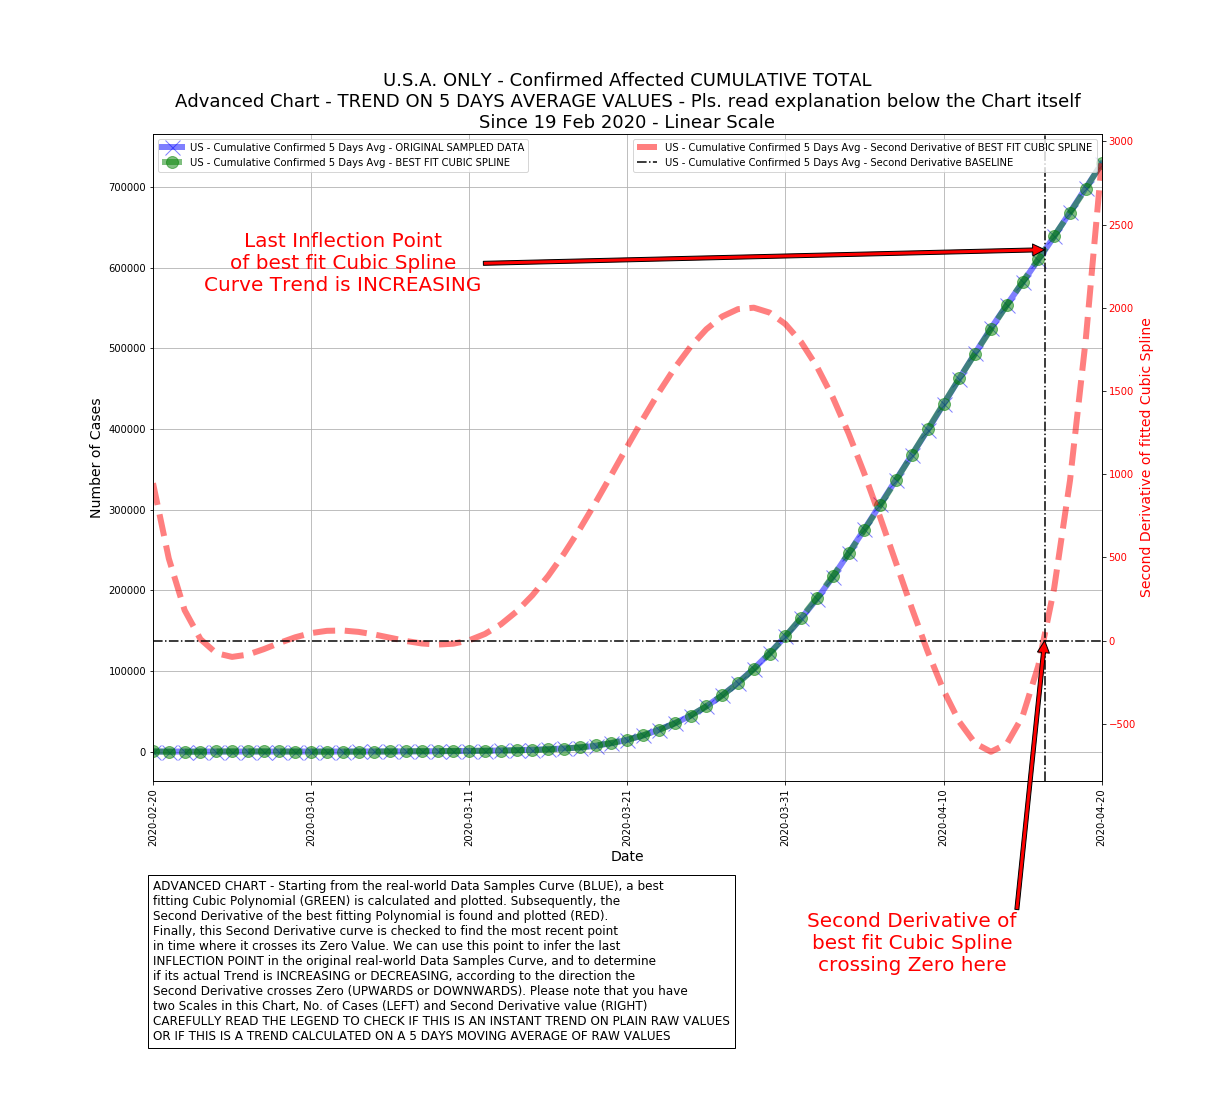 U.S.A. ONLY - Confirmed Affected CUMULATIVE TOTAL
Advanced Chart - TREND ON 5 DAYS AVERAGE VALUES - Pls. read explanation below the Chart itself
Since 19 Feb 2020 - Linear Scale
US - Cumulative Confirmed 5 Days Avg - ORIGINAL SAMPLED DATA
US - Cumulative Confirmed 5 Days Avg - BEST FIT CUBIC SPLINE
US - Cumulative Confirmed 5 Days Avg - Second Derivative of BEST FIT CUBIC SPLINE
US - Cumulative Confirmed 5 Days Avg - Second Derivative BASELINE
Last Inflection Point
of best fit Cubic Spline
Curve Trend is INCREASING
Number of Cases
700000
600000
500000
400000
300000
200000
100000
0
3000
2500
2000
1500
1000
500
0
−500
Second Derivative of fitted Cubic Spline
2020-02-20
2020-03-01
2020-03-11
2020-03-21
2020-03-31
2020-04-10
2020-04-20
Date
ADVANCED CHART - Starting from the real-world Data Samples Curve (BLUE), a best
fitting Cubic Polynomial (GREEN) is calculated and plotted. Subsequently, the
Second Derivative of the best fitting Polynomial is found and plotted (RED).
Finally, this Second Derivative curve is checked to find the most recent point
in time where it crosses its Zero Value. We can use this point to infer the last
INFLECTION POINT in the original real-world Data Samples Curve, and to determine
if its actual Trend is INCREASING or DECREASING, according to the direction the
Second Derivative crosses Zero (UPWARDS or DOWNWARDS). Please note that you have
two Scales in this Chart, No. of Cases (LEFT) and Second Derivative value (RIGHT)
CAREFULLY READ THE LEGEND TO CHECK IF THIS IS AN INSTANT TREND ON PLAIN RAW VALUES
OR IF THIS IS A TREND CALCULATED ON A 5 DAYS MOVING AVERAGE OF RAW VALUES
Second Derivative of
best fit Cubic Spline
crossing Zero here